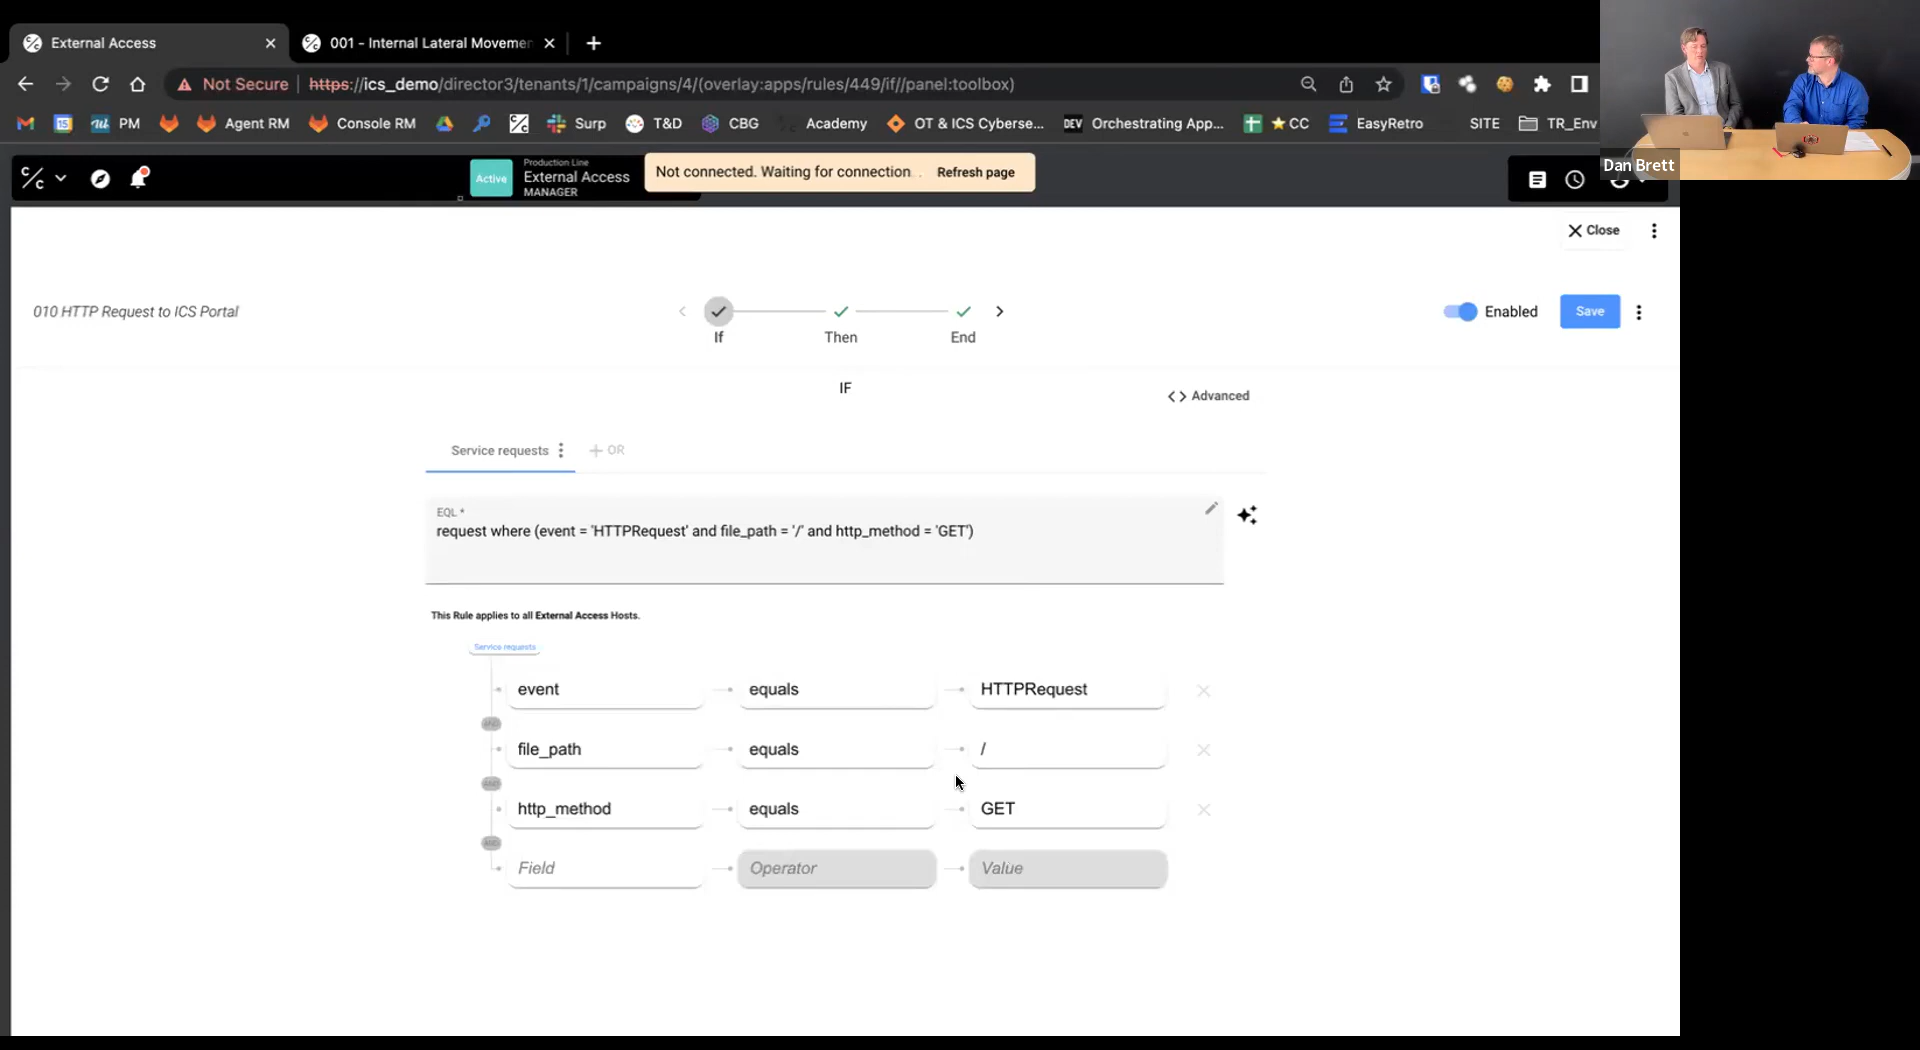 External Access
001 - Internal Lateral Movemen
Not Secure
https://ics_demo/director3/tenants/1/campaigns/4/(overlay:apps/rules/449/if//panel:toolbox)
PM
Agent RM
Console RM
Surp
T&D
CBG
Academy
OT & ICS Cyberse...
DEV
Orchestrating App...
CC
EasyRetro
SITE
TR_Env
Dan Brett
Active
Production Line
External Access
MANAGER
Not connected. Waiting for connection..
Refresh page
Close
010 HTTP Request to ICS Portal
If
Then
End
Enabled
Save
IF
<> Advanced
Service requests
+ OR
EQL *
request where (event = 'HTTPRequest' and file_path = '/' and http_method = 'GET')
This Rule applies to all External Access Hosts.
Service requests
event equals HTTPRequest
AND
file_path equals /
AND
http_method equals GET
AND
Field Operator Value